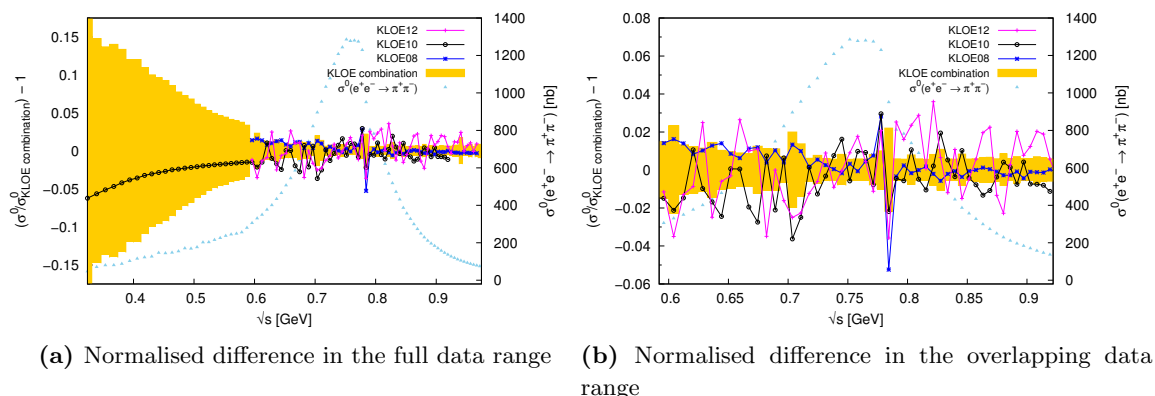 0.15
0.1
0.05
0
-0.05
-0.1
-0.15
(σ⁰/σ⁰KLOE combination) − 1
0.4
0.5
0.6
0.7
0.8
0.9
√s [GeV]
1400
1200
1000
800
600
400
200
0
σ⁰(e⁺e⁻ → π⁺π⁻) [nb]
KLOE12
KLOE10
KLOE08
KLOE combination
σ⁰(e⁺e⁻ → π⁺π⁻)
(a) Normalised difference in the full data range
0.08
0.06
0.04
0.02
0
-0.02
-0.04
-0.06
(σ⁰/σ⁰KLOE combination) − 1
0.6
0.65
0.7
0.75
0.8
0.85
0.9
√s [GeV]
1400
1200
1000
800
600
400
200
0
σ⁰(e⁺e⁻ → π⁺π⁻) [nb]
KLOE12
KLOE10
KLOE08
KLOE combination
σ⁰(e⁺e⁻ → π⁺π⁻)
(b) Normalised difference in the overlapping data
range